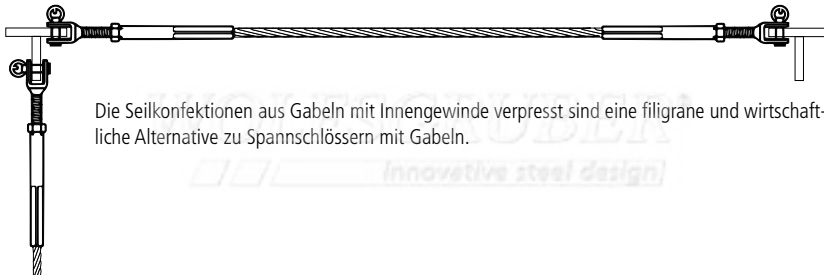 Die Seilkonfektionen aus Gabeln mit Innengewinde verpresst sind eine filigrane und wirtschaft-
liche Alternative zu Spannschlössern mit Gabeln.
WOLFSGRUBER®
innovative steel design